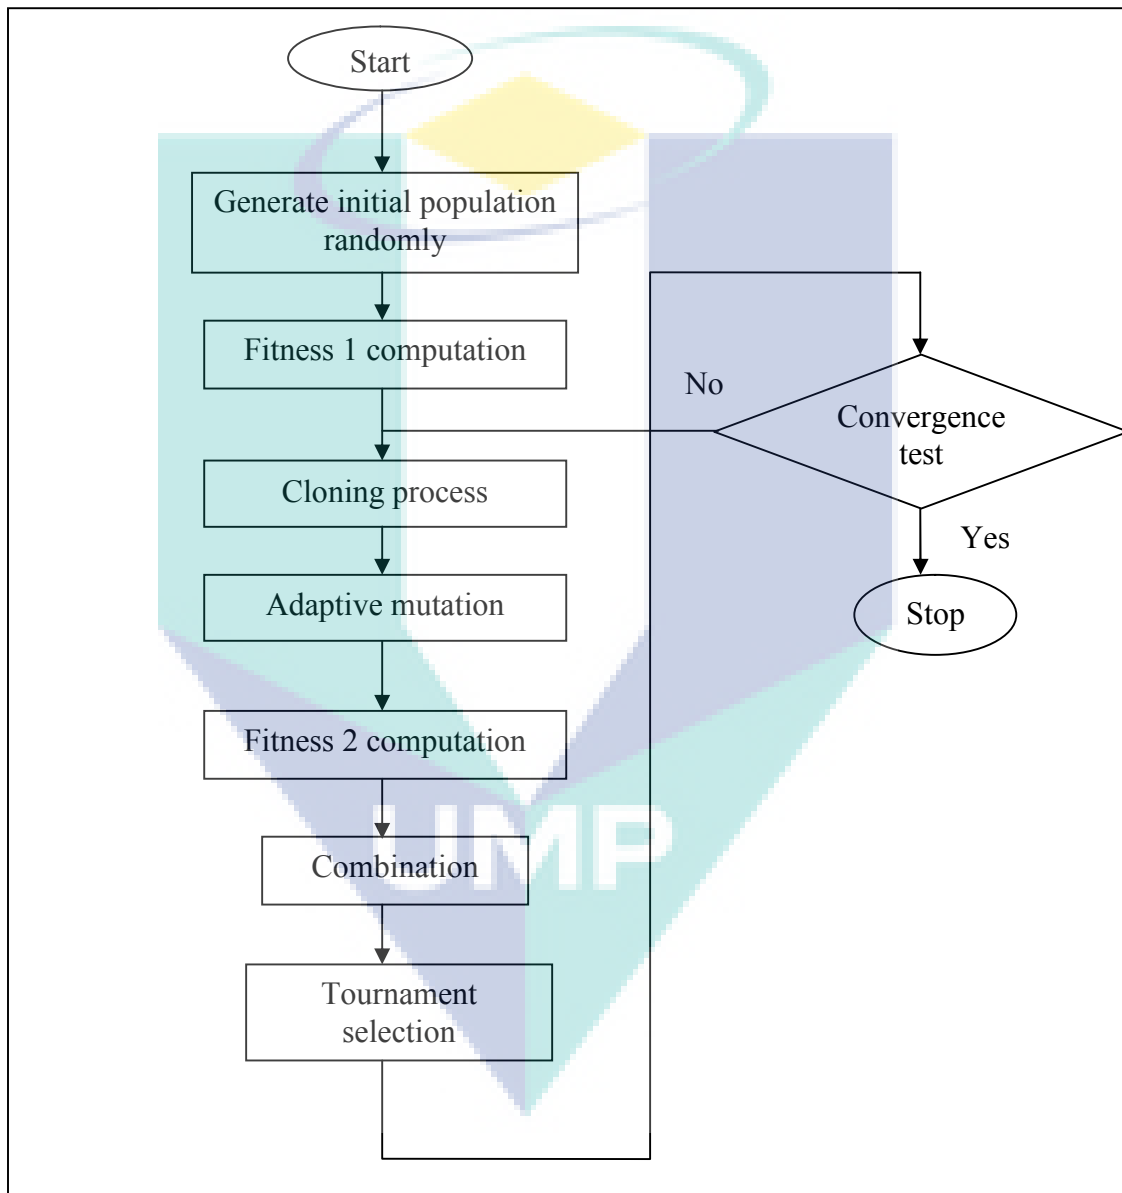 Start
Generate initial population
randomly
Fitness 1 computation
No
Convergence
test
Cloning process
Yes
Adaptive mutation
Stop
Fitness 2 computation
UMP
Combination
Tournament
selection